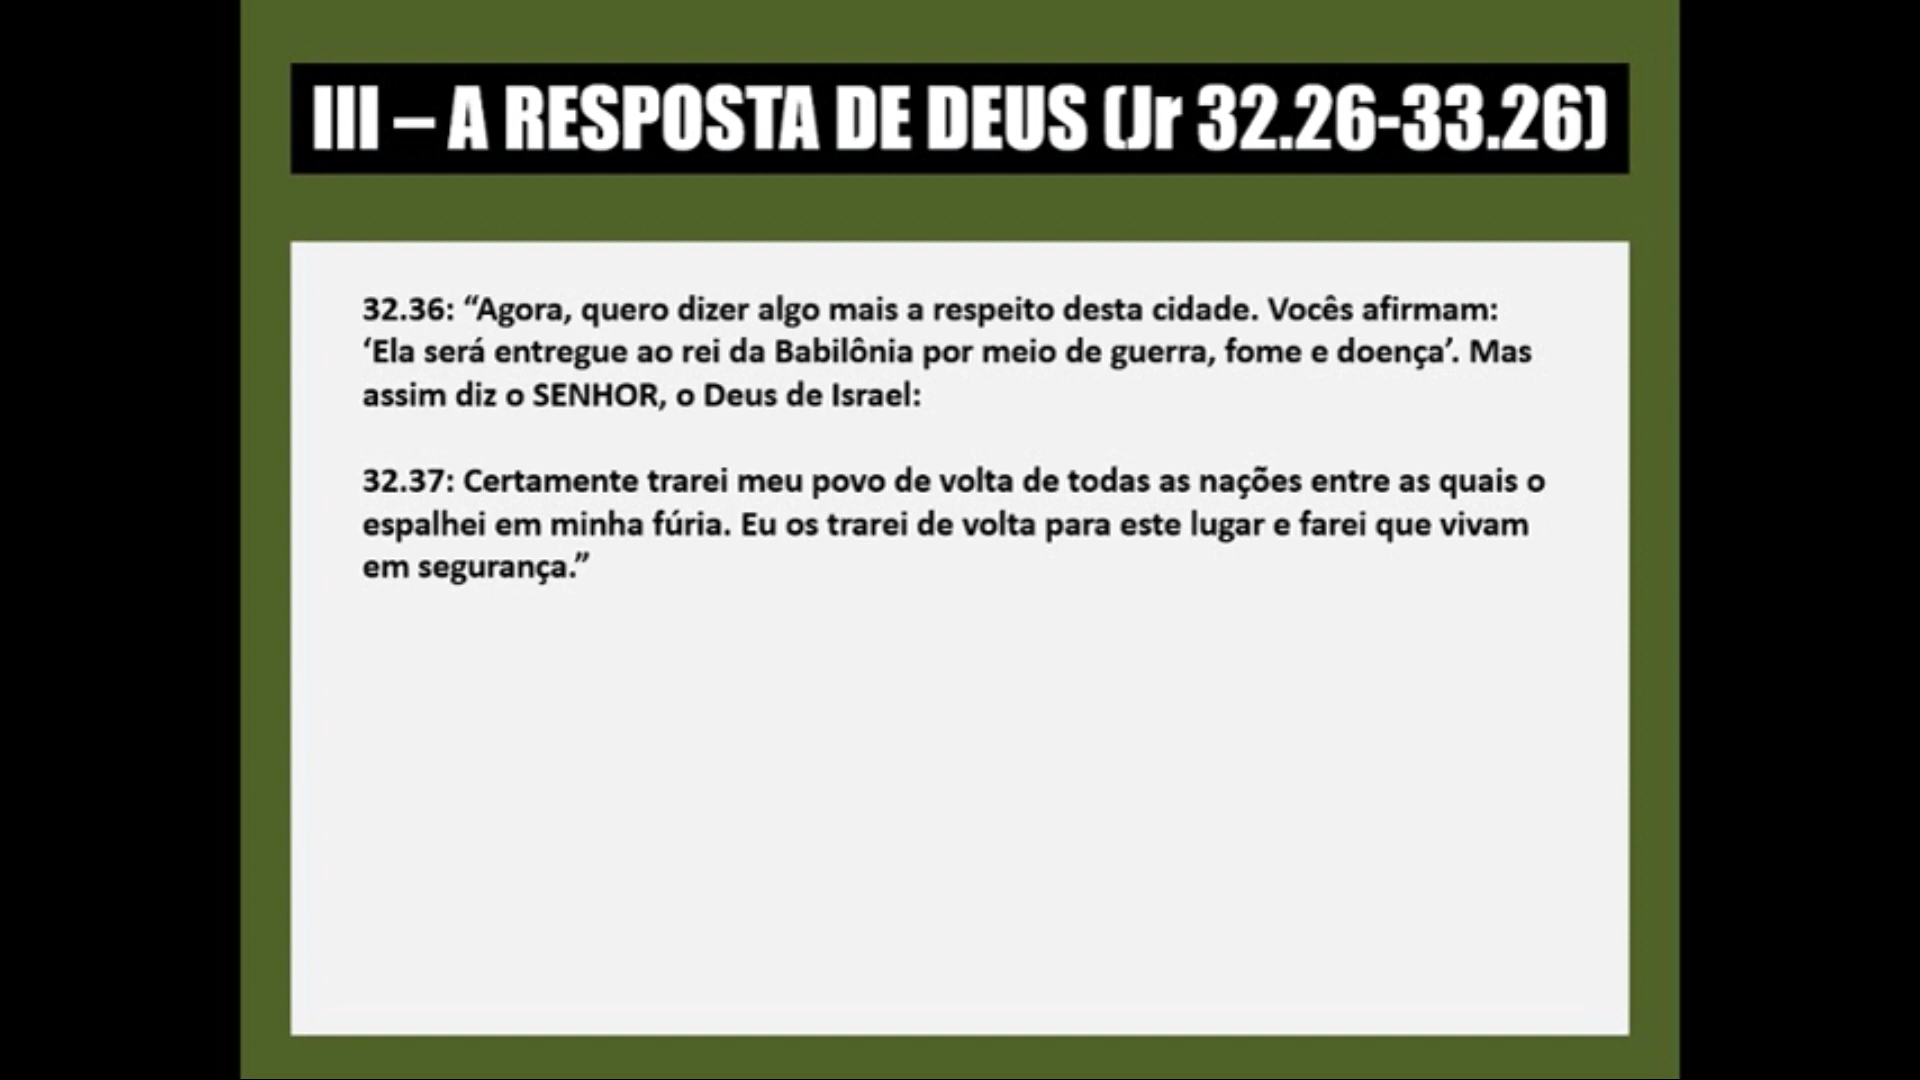 III – A RESPOSTA DE DEUS (Jr 32.26-33.26)
32.36: “Agora, quero dizer algo mais a respeito desta cidade. Vocês afirmam:
‘Ela será entregue ao rei da Babilônia por meio de guerra, fome e doença’. Mas
assim diz o SENHOR, o Deus de Israel:
32.37: Certamente trarei meu povo de volta de todas as nações entre as quais o
espalhei em minha fúria. Eu os trarei de volta para este lugar e farei que vivam
em segurança.”